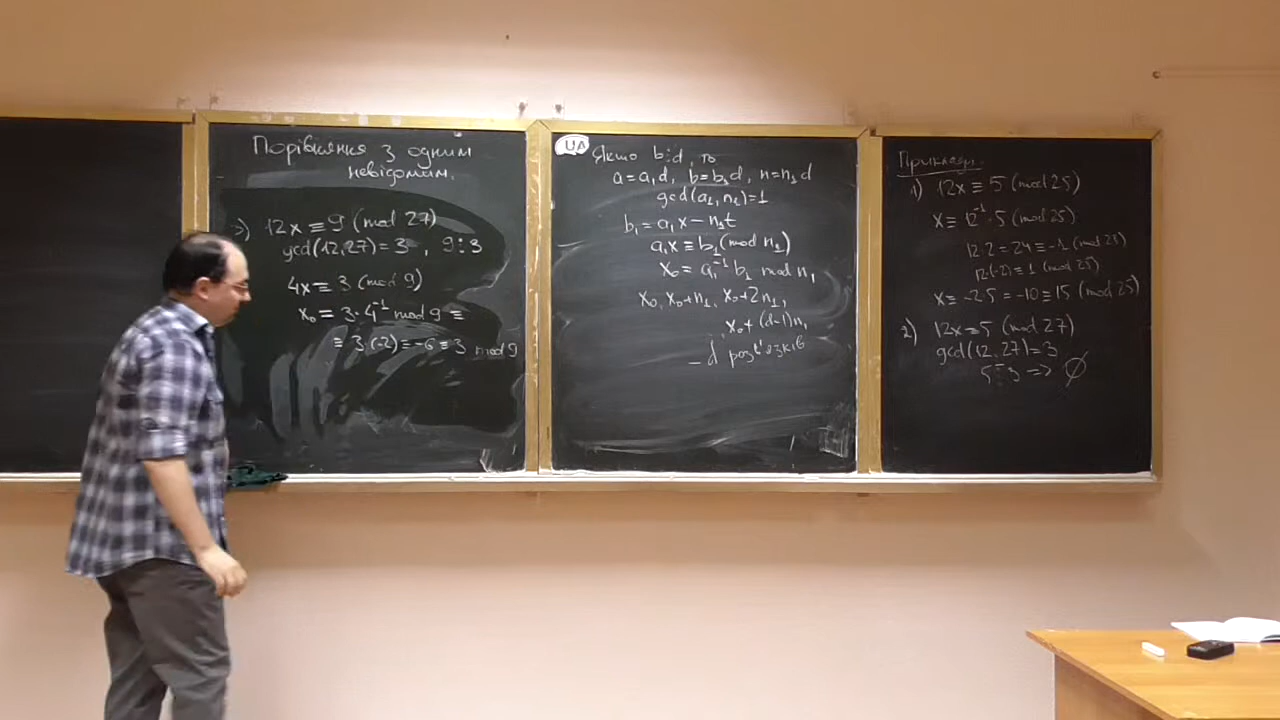 Порівняння з одним
невідомим.
3) 12x ≡ 9 (mod 27)
gcd(12,27) = 3 , 9⋮3
4x ≡ 3 (mod 9)
x₀ = 3·4⁻¹ mod 9 ≡
≡ 3·(-2) = -6 ≡ 3 mod 9
UA
Якщо b⋮d, то
a = a₁d, b = b₁d, n = n₁d
gcd(a₁, n₁) = 1
b₁ = a₁x - n₁t
a₁x ≡ b₁ (mod n₁)
x₀ = a₁⁻¹ b₁ mod n₁
x₀, x₀+n₁, x₀+2n₁,
x₀+(d-1)n₁
– d розв'язків
Приклади.
1) 12x ≡ 5 (mod 25)
x ≡ 12⁻¹·5 (mod 25)
12·2 = 24 ≡ -1 (mod 25)
12·(-2) ≡ 1 (mod 25)
x ≡ -2·5 = -10 ≡ 15 (mod 25)
2) 12x ≡ 5 (mod 27)
gcd(12,27) = 3
=> ∅